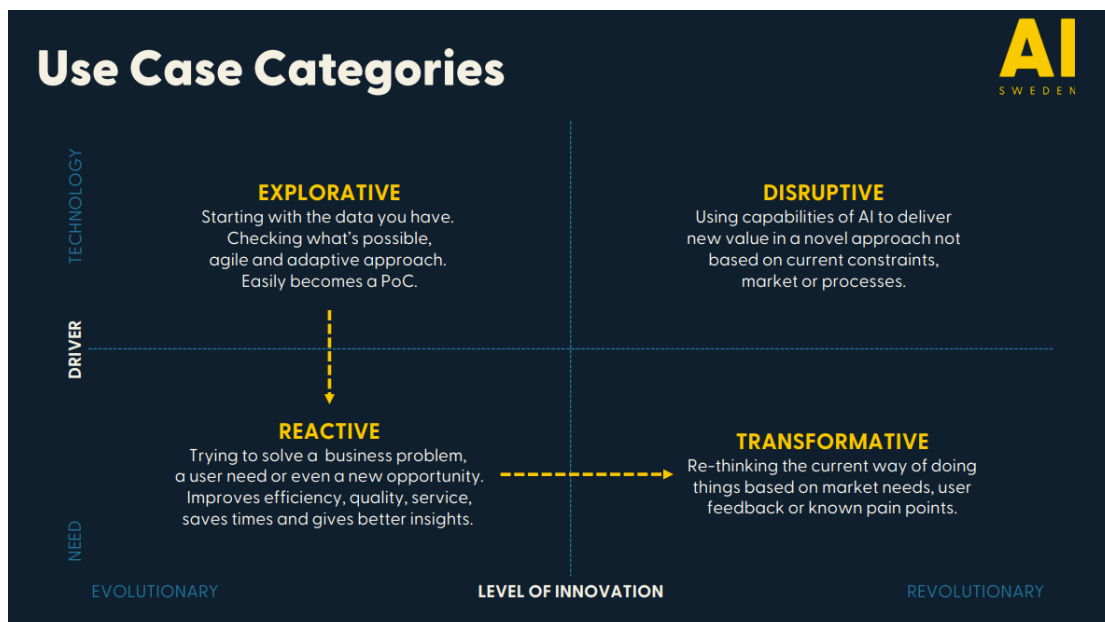 Use Case Categories
AI
SWEDEN
TECHNOLOGY
EXPLORATIVE
Starting with the data you have.
Checking what's possible,
agile and adaptive approach.
Easily becomes a PoC.
DISRUPTIVE
Using capabilities of AI to deliver
new value in a novel approach not
based on current constraints,
market or processes.
DRIVER
REACTIVE
Trying to solve a business problem,
a user need or even a new opportunity.
Improves efficiency, quality, service,
saves times and gives better insights.
TRANSFORMATIVE
Re-thinking the current way of doing
things based on market needs, user
feedback or known pain points.
NEED
EVOLUTIONARY
LEVEL OF INNOVATION
REVOLUTIONARY